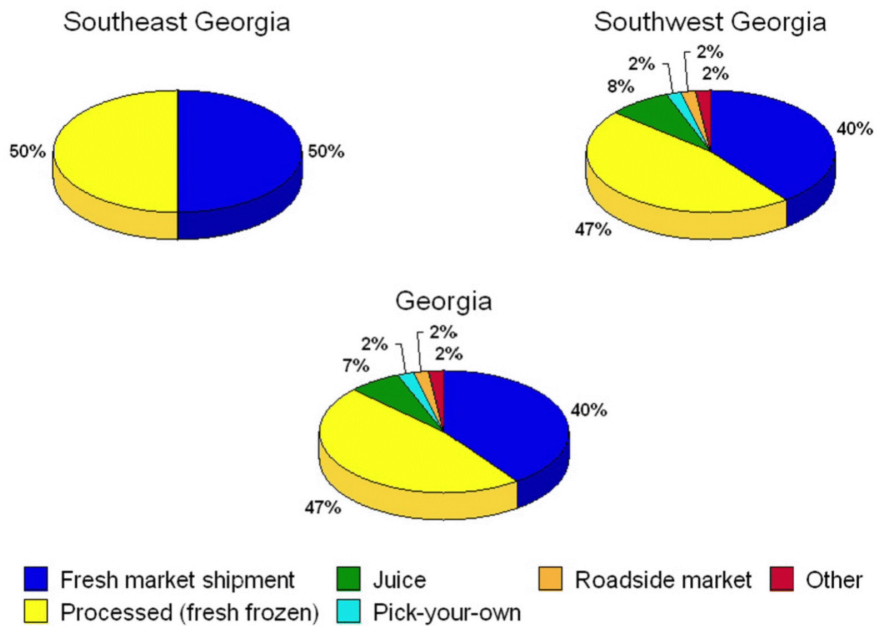 Southeast Georgia
50%
50%
Southwest Georgia
2%
2%
2%
8%
40%
47%
Georgia
2%
2%
2%
7%
40%
47%
Fresh market shipment
Juice
Roadside market
Other
Processed (fresh frozen)
Pick-your-own